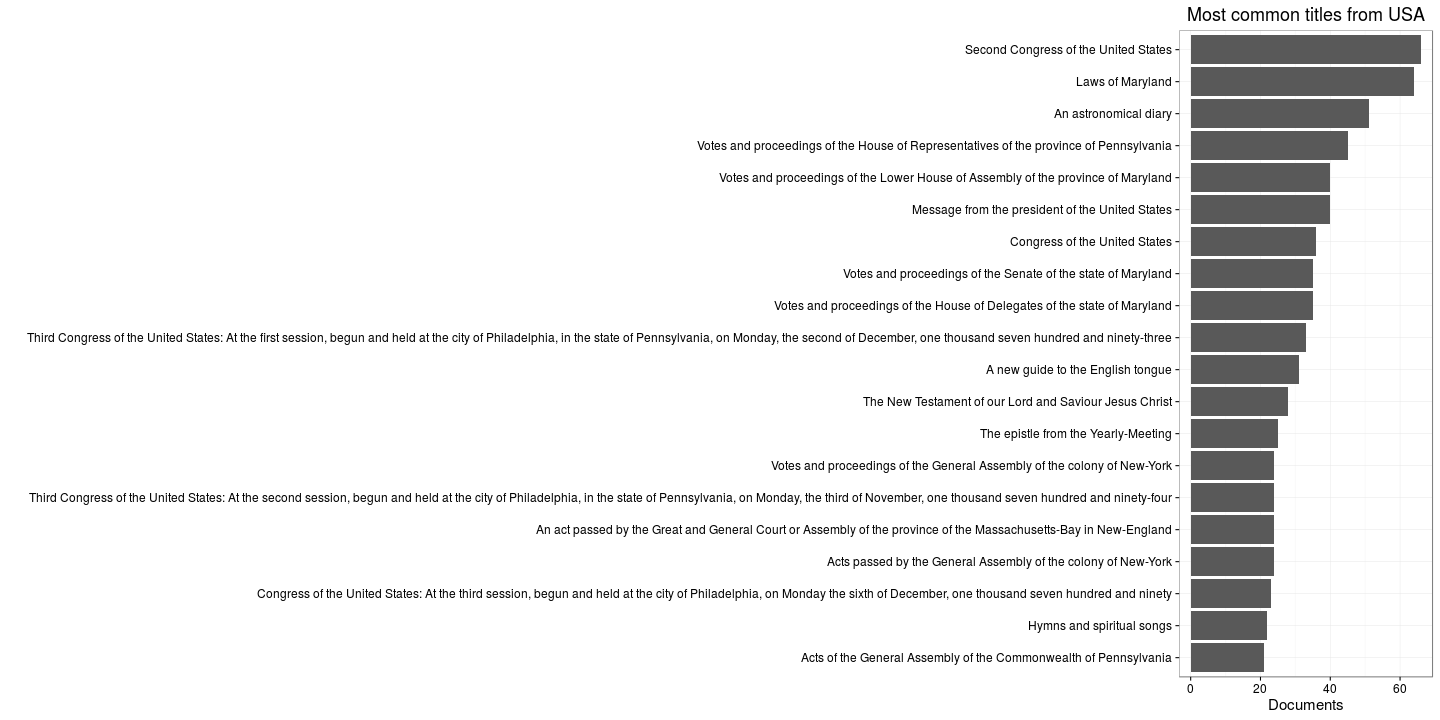 Most common titles from USA
Second Congress of the United States
Laws of Maryland
An astronomical diary
Votes and proceedings of the House of Representatives of the province of Pennsylvania
Votes and proceedings of the Lower House of Assembly of the province of Maryland
Message from the president of the United States
Congress of the United States
Votes and proceedings of the Senate of the state of Maryland
Votes and proceedings of the House of Delegates of the state of Maryland
Third Congress of the United States: At the first session, begun and held at the city of Philadelphia, in the state of Pennsylvania, on Monday, the second of December, one thousand seven hundred and ninety-three
A new guide to the English tongue
The New Testament of our Lord and Saviour Jesus Christ
The epistle from the Yearly-Meeting
Votes and proceedings of the General Assembly of the colony of New-York
Third Congress of the United States: At the second session, begun and held at the city of Philadelphia, in the state of Pennsylvania, on Monday, the third of November, one thousand seven hundred and ninety-four
An act passed by the Great and General Court or Assembly of the province of the Massachusetts-Bay in New-England
Acts passed by the General Assembly of the colony of New-York
Congress of the United States: At the third session, begun and held at the city of Philadelphia, on Monday the sixth of December, one thousand seven hundred and ninety
Hymns and spiritual songs
Acts of the General Assembly of the Commonwealth of Pennsylvania
0 20 40 60
Documents